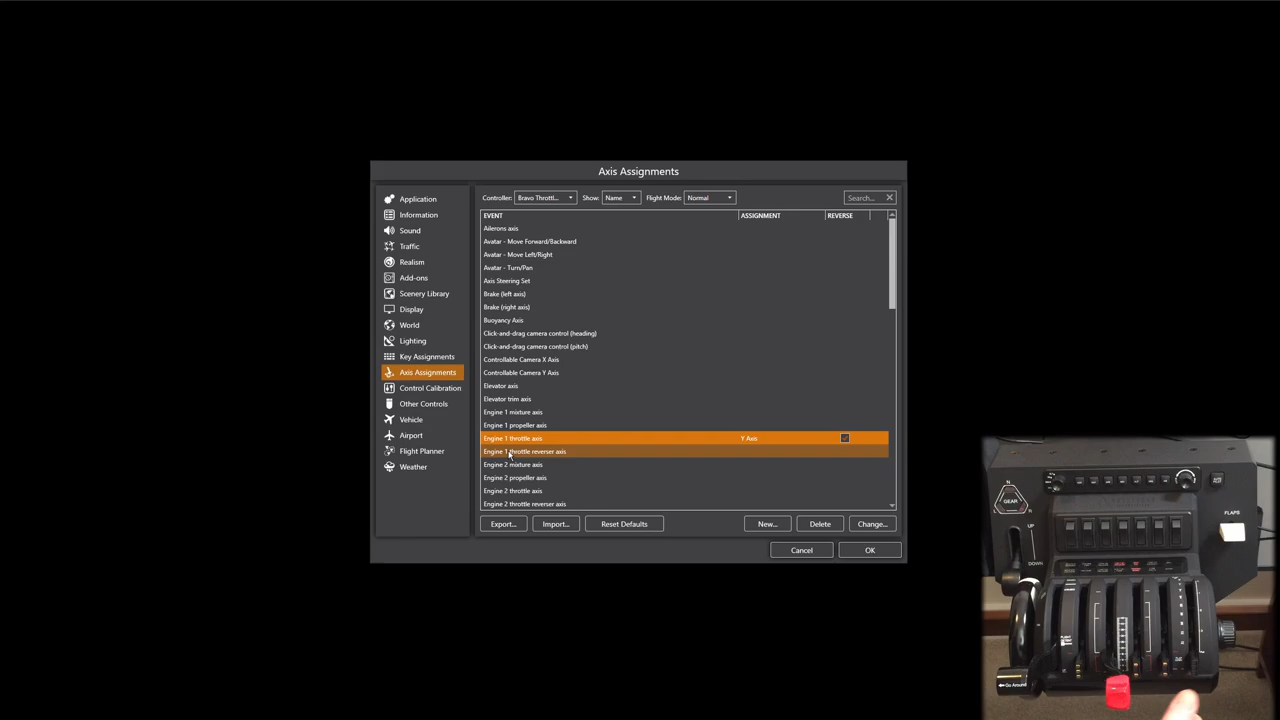 Axis Assignments
Application
Information
Sound
Traffic
Realism
Add-ons
Scenery Library
Display
World
Lighting
Key Assignments
Axis Assignments
Control Calibration
Other Controls
Vehicle
Airport
Flight Planner
Weather
Controller: Bravo Throttl... Show: Name Flight Mode: Normal Search...
EVENT ASSIGNMENT REVERSE
Ailerons axis
Avatar - Move Forward/Backward
Avatar - Move Left/Right
Avatar - Turn/Pan
Axis Steering Set
Brake (left axis)
Brake (right axis)
Buoyancy Axis
Click-and-drag camera control (heading)
Click-and-drag camera control (pitch)
Controllable Camera X Axis
Controllable Camera Y Axis
Elevator axis
Elevator trim axis
Engine 1 mixture axis
Engine 1 propeller axis
Engine 1 throttle axis Y Axis
Engine 1 throttle reverser axis
Engine 2 mixture axis
Engine 2 propeller axis
Engine 2 throttle axis
Engine 2 throttle reverser axis
Export... Import... Reset Defaults New... Delete Change...
Cancel OK
N
GEAR
L R
UP
DOWN
FLAPS
Go Around